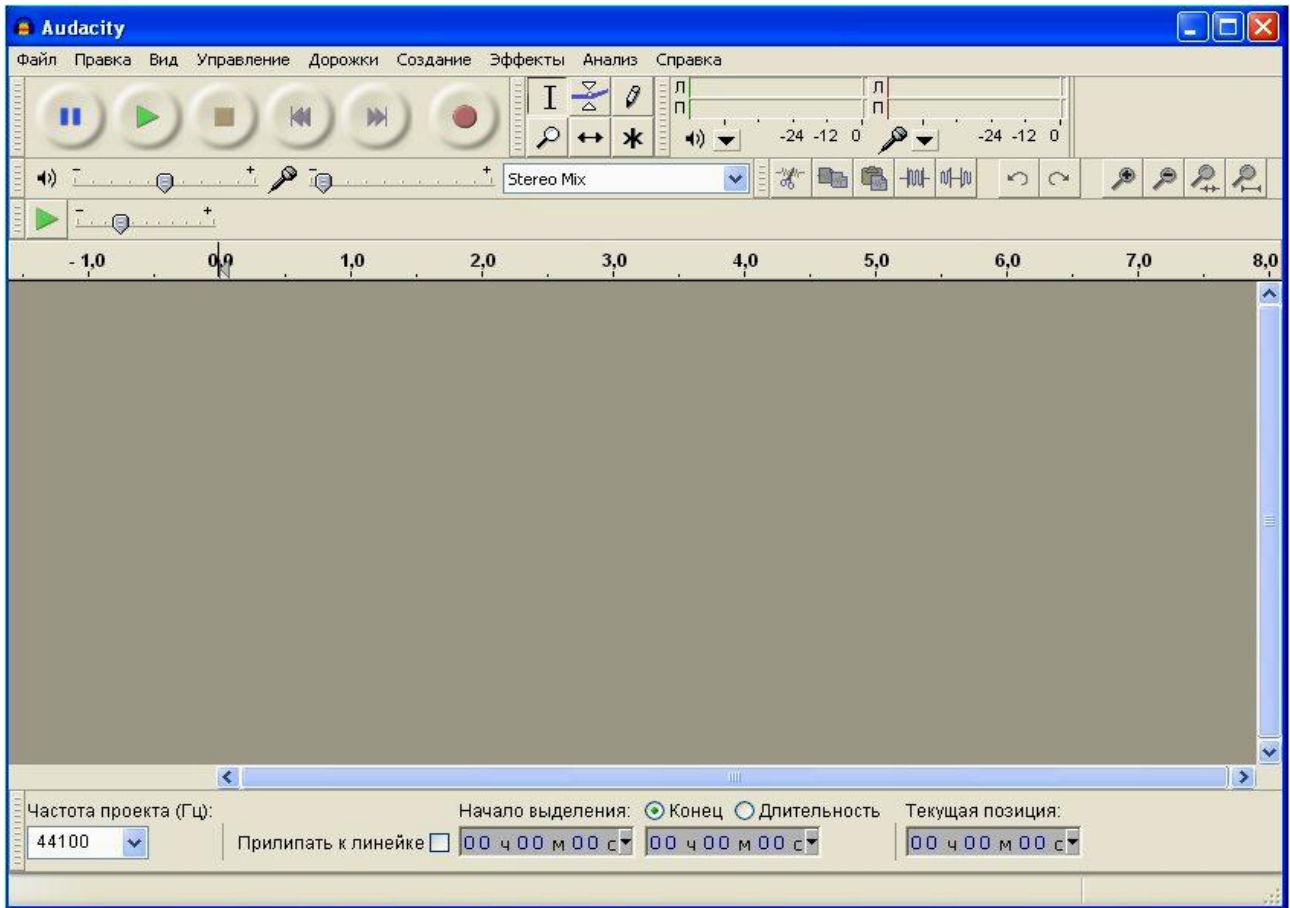 Audacity
Файл Правка Вид Управление Дорожки Создание Эффекты Анализ Справка
Л Л
П П
-24 -12 0 -24 -12 0
- + - + Stereo Mix
- +
- 1,0 0,0 1,0 2,0 3,0 4,0 5,0 6,0 7,0 8,0
Частота проекта (Гц): Начало выделения: Конец Длительность Текущая позиция:
44100 Прилипать к линейке 00 ч 00 м 00 с 00 ч 00 м 00 с 00 ч 00 м 00 с